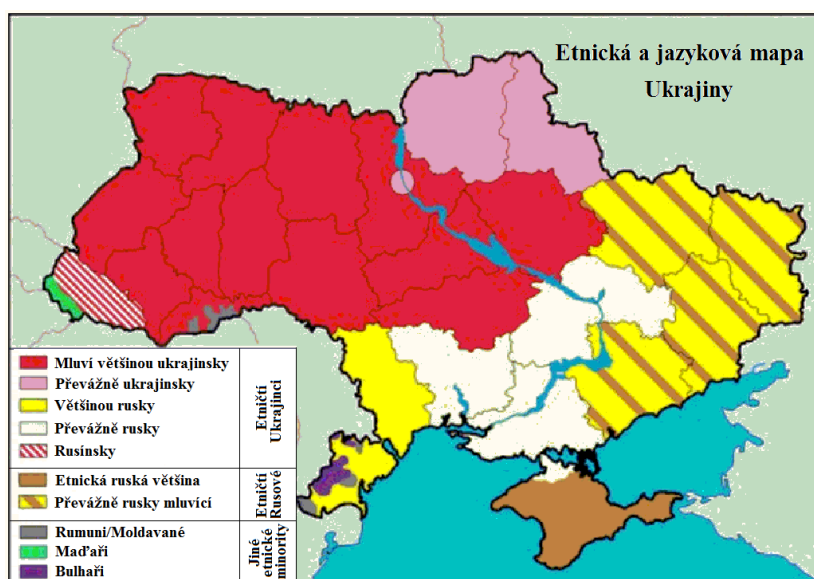 Etnická a jazyková mapa
Ukrajiny
Mluví většinou ukrajinsky
Převážně ukrajinsky
Většinou rusky
Převážně rusky
Rusínsky
Etničtí
Ukrajinci
Etnická ruská většina
Převážně rusky mluvící
Etničtí
Rusové
Rumuni/Moldavané
Maďaři
Bulhaři
Jiné
etnické
minority